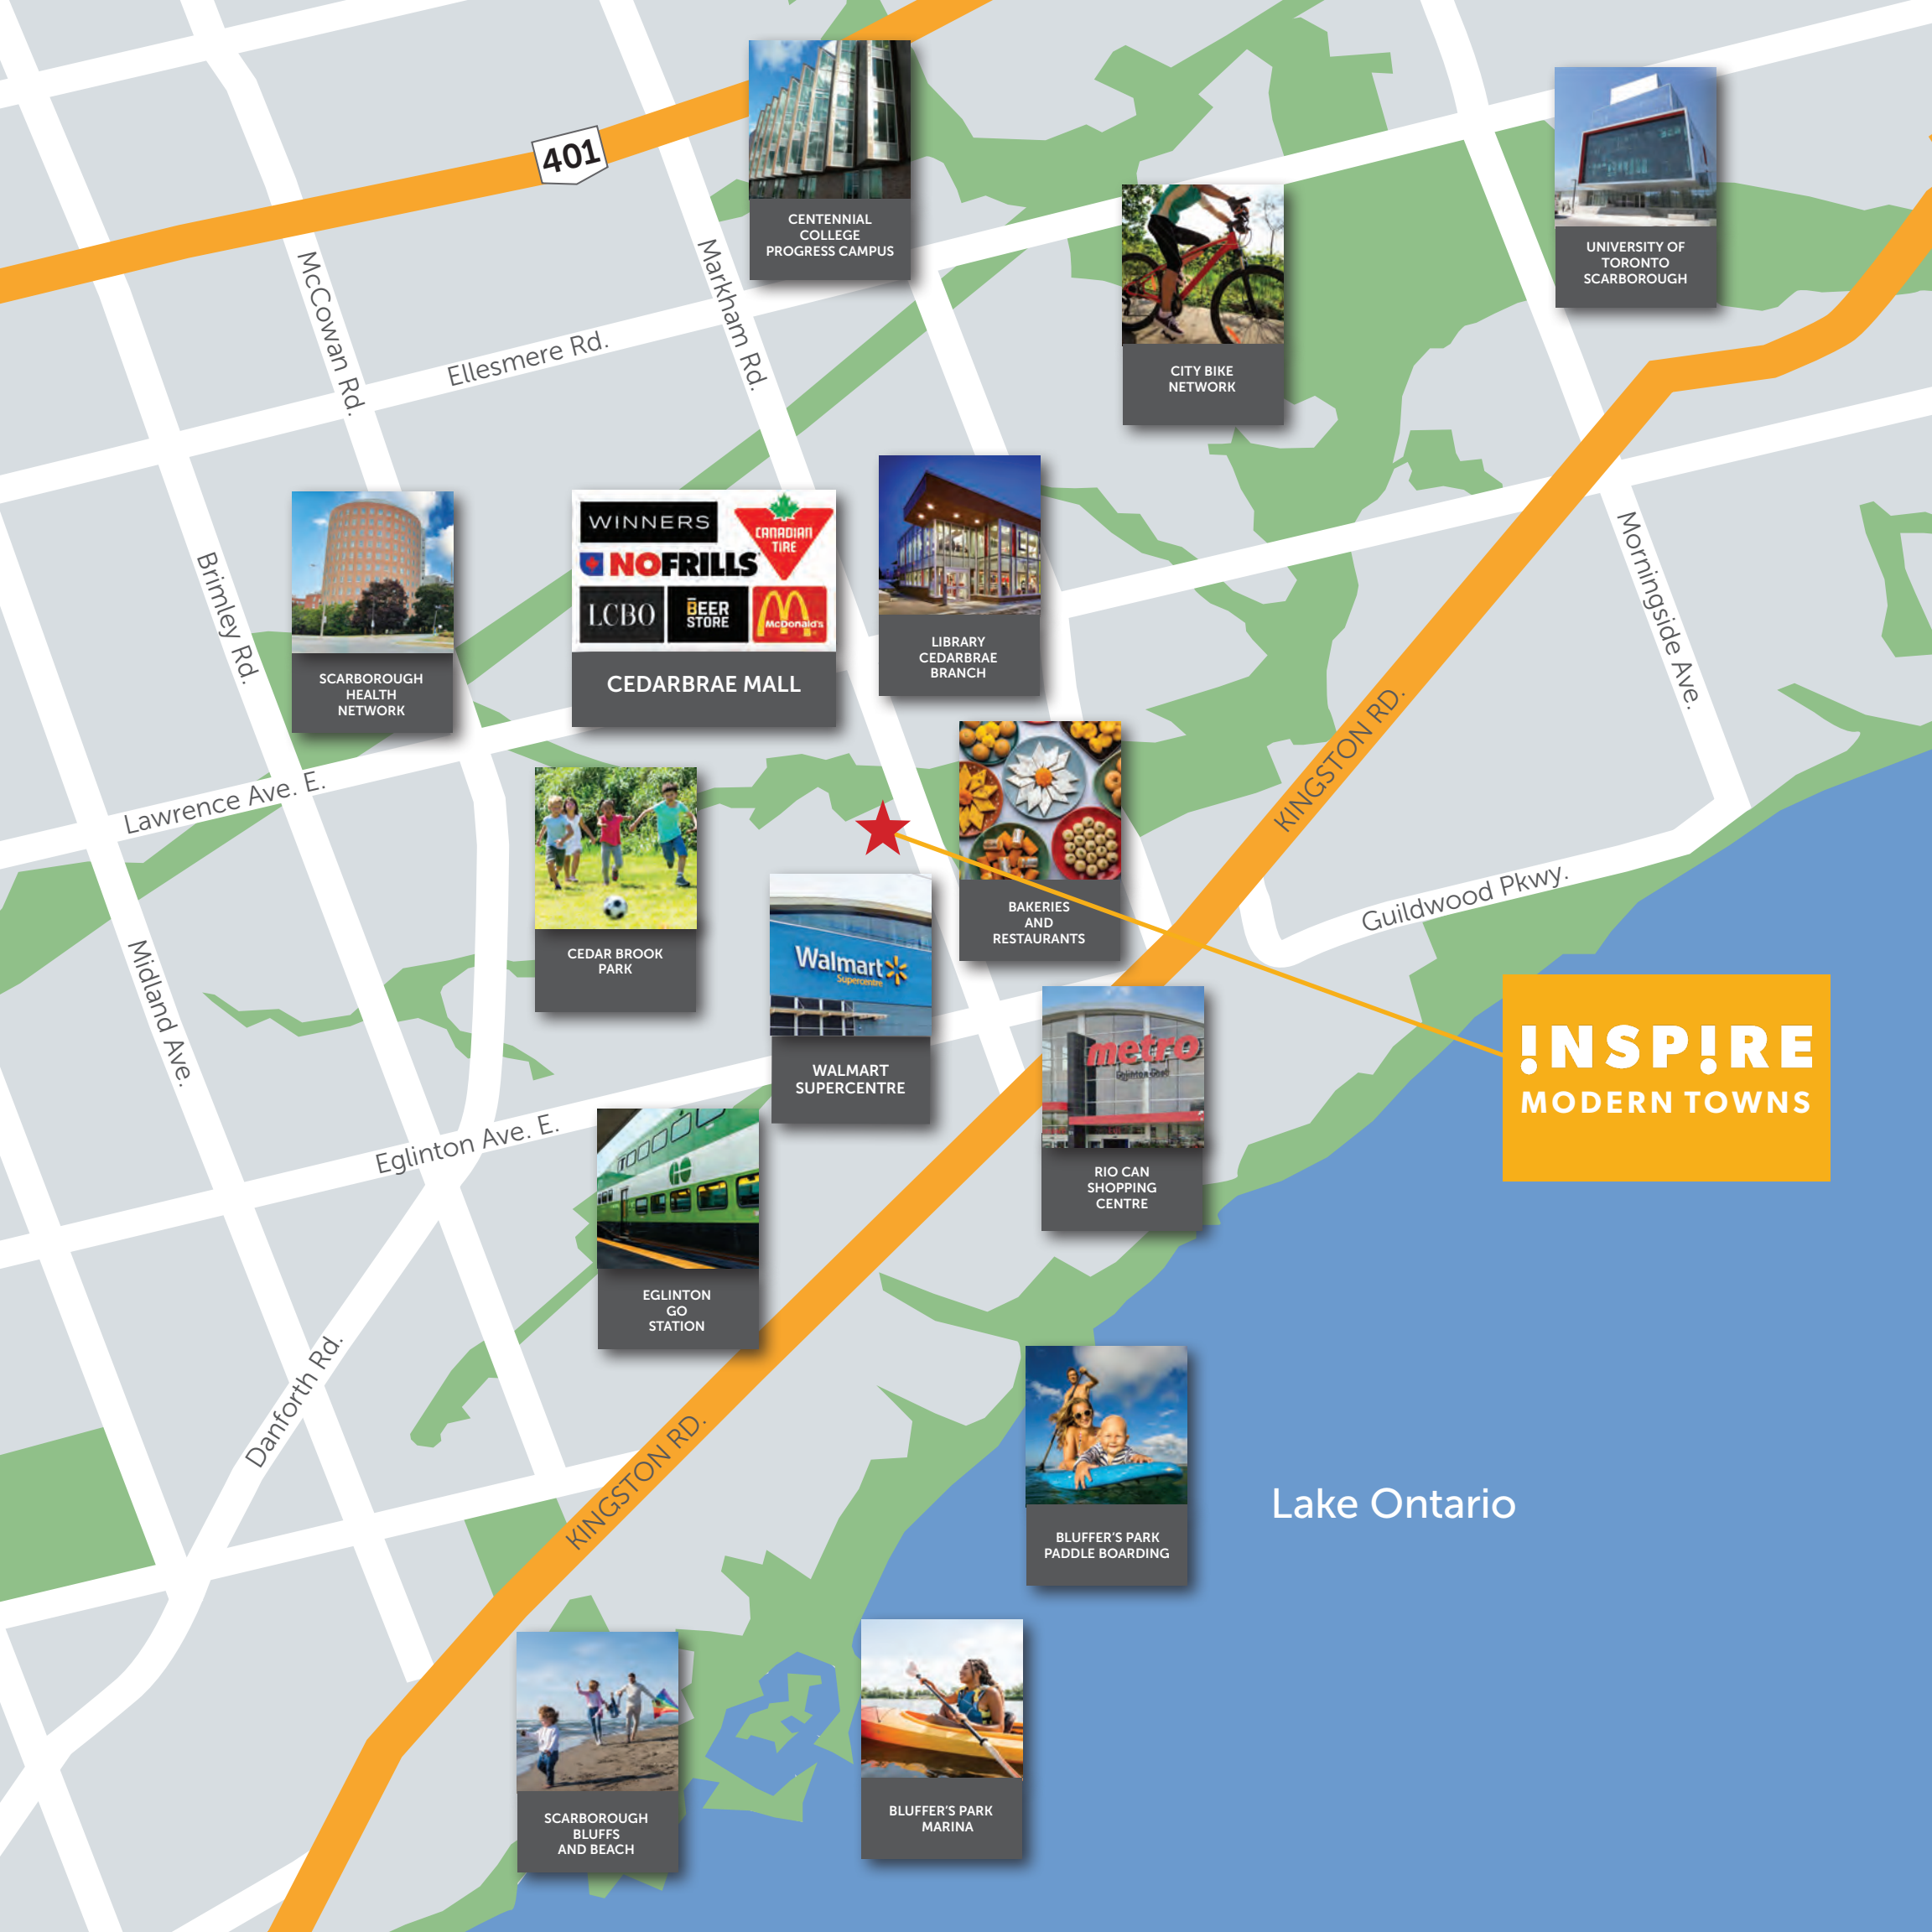 401
CENTENNIAL
COLLEGE
PROGRESS CAMPUS
UNIVERSITY OF
TORONTO
SCARBOROUGH
McCowan Rd.
Markham Rd.
Ellesmere Rd.
CITY BIKE
NETWORK
WINNERS
CANADIAN
TIRE
NOFRILLS
LCBO
BEER
STORE
McDonald's
CEDARBRAE MALL
LIBRARY
CEDARBRAE
BRANCH
SCARBOROUGH
HEALTH
NETWORK
Brimley Rd.
Morningside Ave.
KINGSTON RD.
Lawrence Ave. E.
BAKERIES
AND
RESTAURANTS
Guildwood Pkwy.
CEDAR BROOK
PARK
Walmart
Supercentre
WALMART
SUPERCENTRE
Midland Ave.
INSPIRE
MODERN TOWNS
metro
RIO CAN
SHOPPING
CENTRE
Eglinton Ave. E.
GO
EGLINTON
GO
STATION
Danforth Rd.
KINGSTON RD.
Lake Ontario
BLUFFER'S PARK
PADDLE BOARDING
SCARBOROUGH
BLUFFS
AND BEACH
BLUFFER'S PARK
MARINA